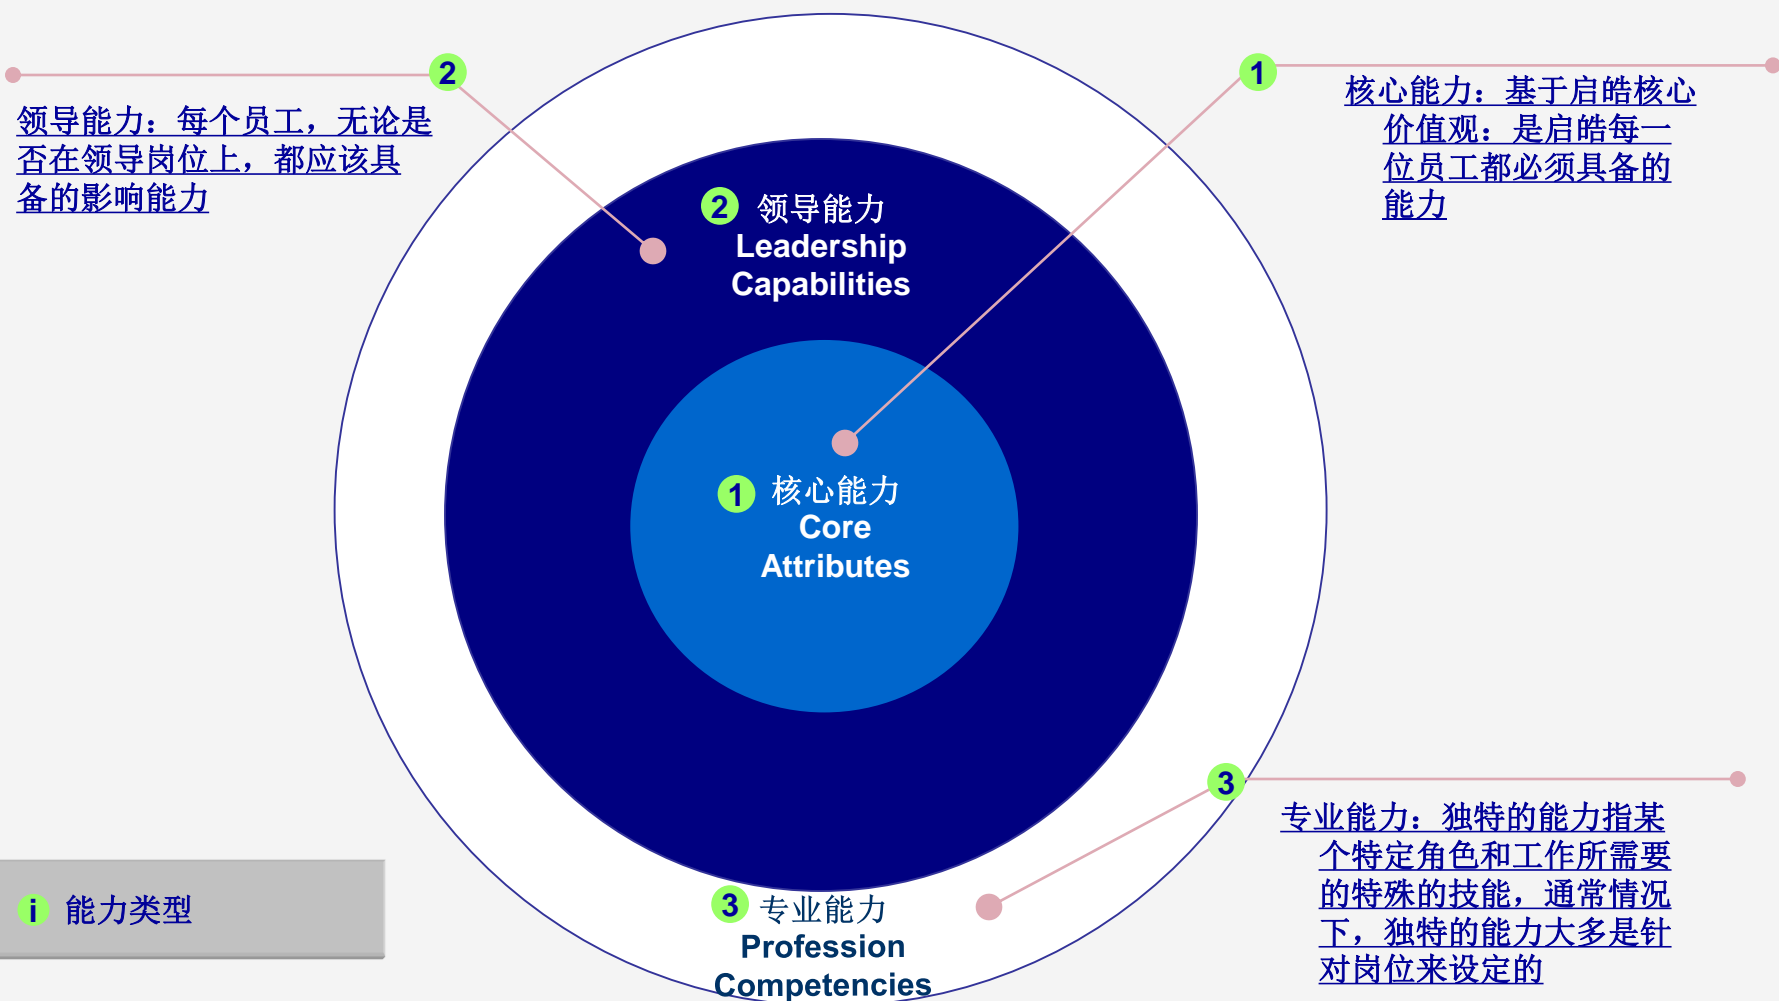 2
领导能力：每个员工，无论是
否在领导岗位上，都应该具
备的影响能力
1
核心能力：基于启皓核心
价值观：是启皓每一
位员工都必须具备的
能力
2 领导能力
Leadership
Capabilities
1 核心能力
Core
Attributes
3
专业能力：独特的能力指某
个特定角色和工作所需要
的特殊的技能，通常情况
下，独特的能力大多是针
对岗位来设定的
3 专业能力
Profession
Competencies
i 能力类型